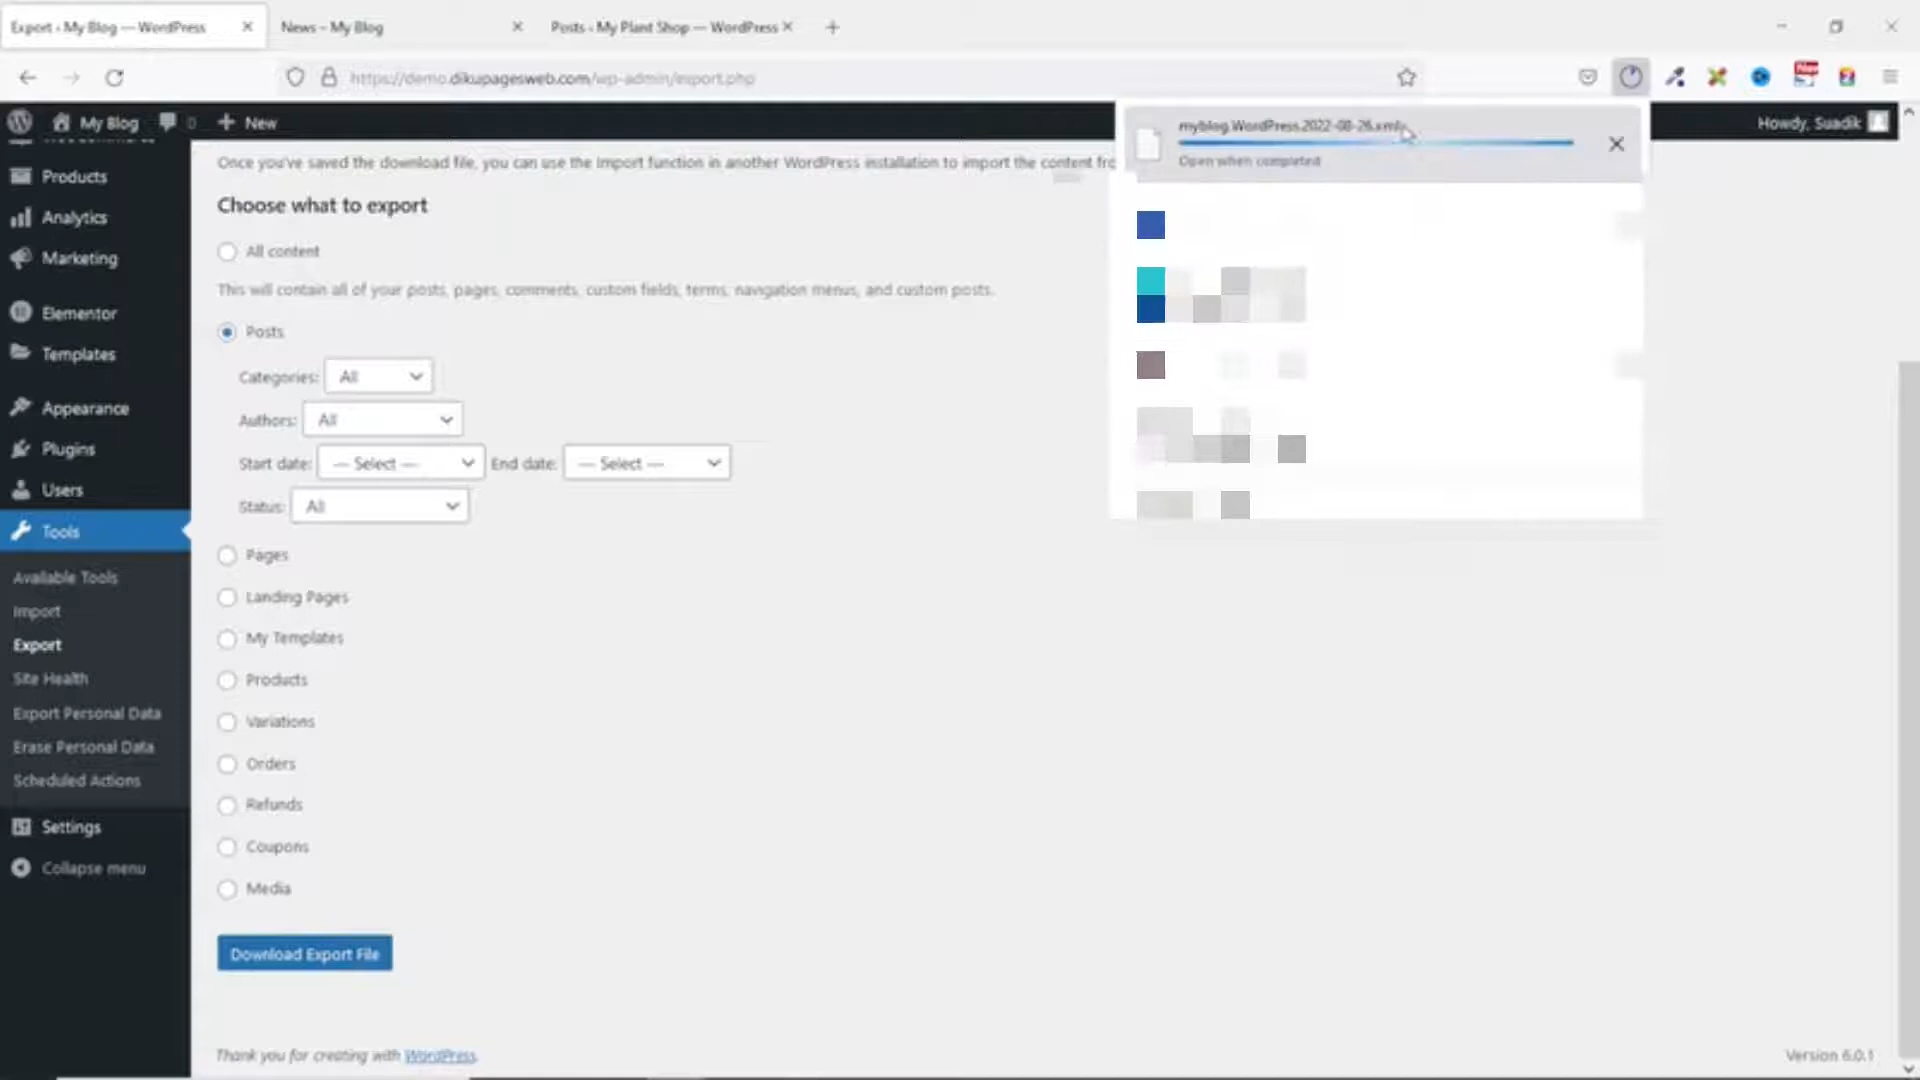 Export ‹ My Blog — WordPress
News – My Blog
Posts ‹ My Plant Shop — WordPress
https://demo.dikupagesweb.com/wp-admin/export.php
My Blog
0
New
Howdy, Suadik
myblog.WordPress.2022-08-26.xml
Open when completed
Products
Analytics
Marketing
Elementor
Templates
Appearance
Plugins
Users
Tools
Available Tools
Import
Export
Site Health
Export Personal Data
Erase Personal Data
Scheduled Actions
Settings
Collapse menu
Once you've saved the download file, you can use the Import function in another WordPress installation to import the content
Choose what to export
All content
This will contain all of your posts, pages, comments, custom fields, terms, navigation menus, and custom posts.
Posts
Categories: All
Authors: All
Start date: — Select — End date: — Select —
Status: All
Pages
Landing Pages
My Templates
Products
Variations
Orders
Refunds
Coupons
Media
Download Export File
Thank you for creating with WordPress.
Version 6.0.1